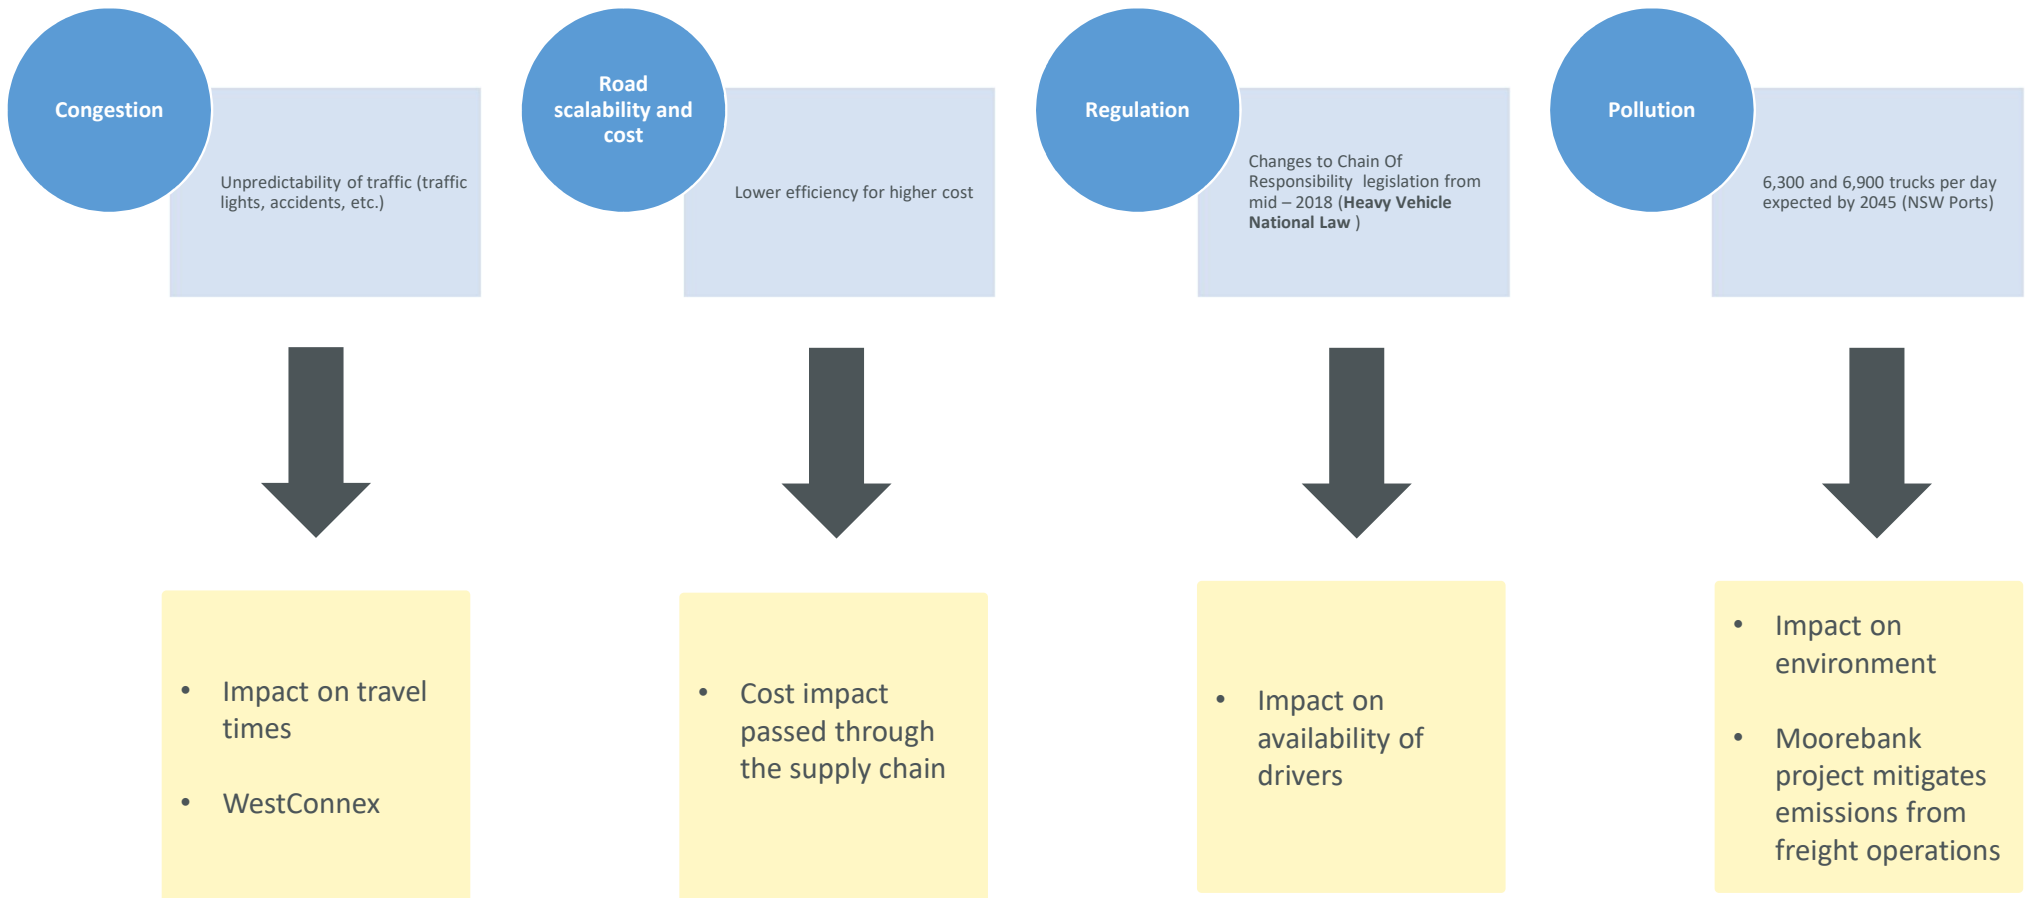 Congestion
Unpredictability of traffic (traffic
lights, accidents, etc.)
Road
scalability and
cost
Lower efficiency for higher cost
Regulation
Changes to Chain Of
Responsibility legislation from
mid – 2018 (Heavy Vehicle
National Law )
Pollution
6,300 and 6,900 trucks per day
expected by 2045 (NSW Ports)
• Impact on travel
times
• WestConnex
• Cost impact
passed through
the supply chain
• Impact on
availability of
drivers
• Impact on
environment
• Moorebank
project mitigates
emissions from
freight operations